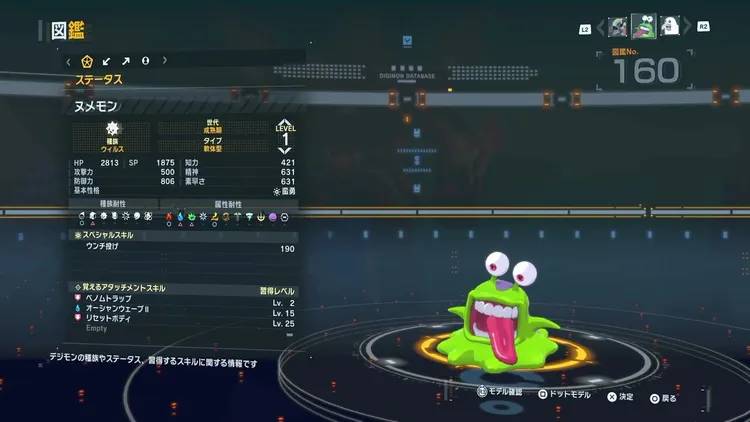 図鑑
L2
R2
図鑑No.
160
DIGIMON DATABASE
ステータス
ヌメモン
種族
ウィルス
世代
成熟期
タイプ
軟体型
LEVEL
1
HP 2813 SP 1875 知力 421
攻撃力 500 精神 631
防御力 806 素早さ 631
基本性格 蛮勇
種族耐性 属性耐性
スペシャルスキル
ウンチ投げ 190
覚えるアタッチメントスキル 習得レベル
ベノムトラップ Lv. 2
オーシャンウェーブⅡ Lv. 15
リセットボディ Lv. 25
Empty
デジモンの種族やステータス、習得するスキルに関する情報です
モデル確認 ドットモデル 決定 戻る